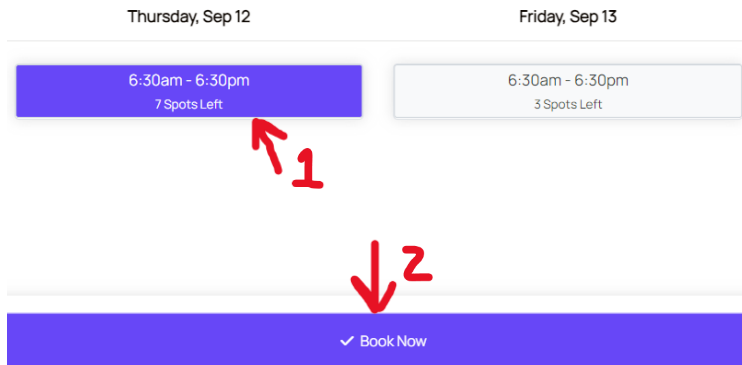 Thursday, Sep 12
Friday, Sep 13
6:30am - 6:30pm
7 Spots Left
6:30am - 6:30pm
3 Spots Left
1
2
Book Now